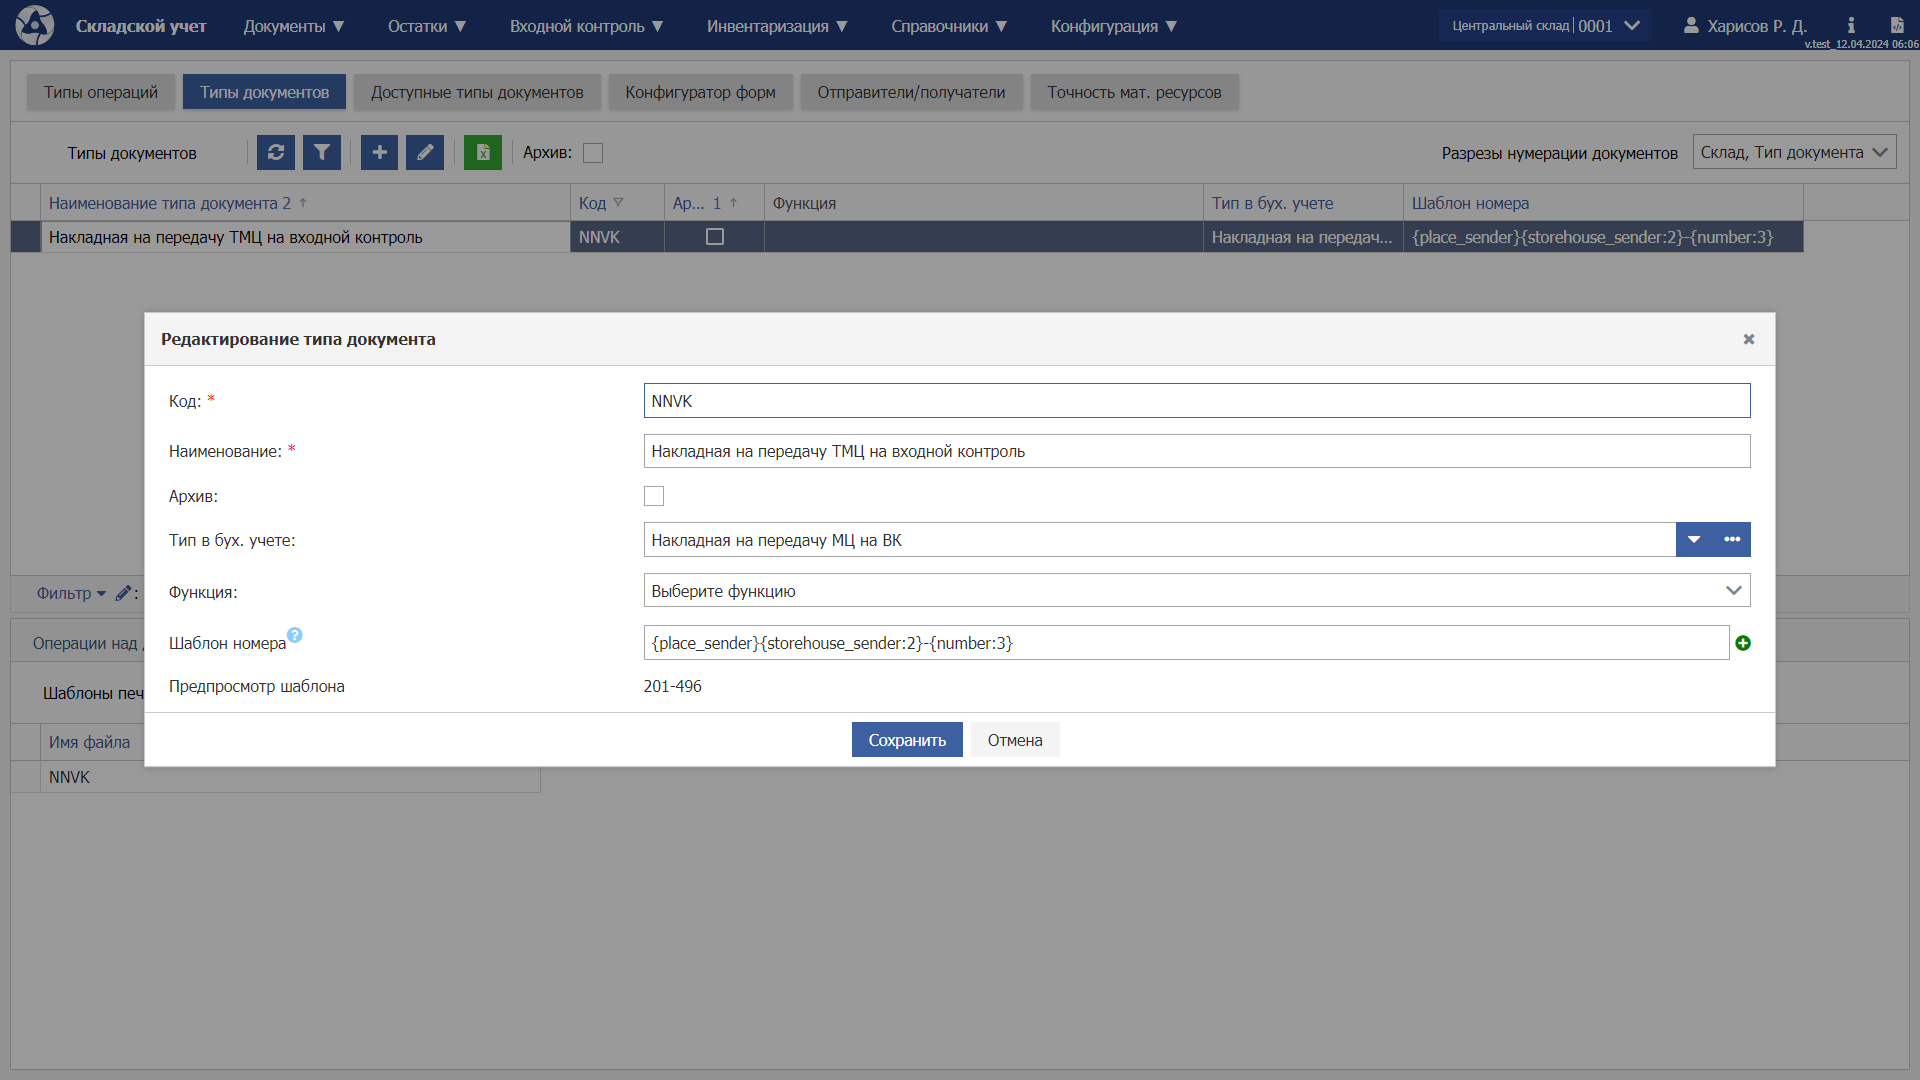 Складской учет Документы ▼ Остатки ▼ Входной контроль ▼ Инвентаризация ▼ Справочники ▼ Конфигурация ▼ Центральный склад | 0001 Харисов Р. Д.
v.test_12.04.2024 06:06
Типы операций Типы документов Доступные типы документов Конфигуратор форм Отправители/получатели Точность мат. ресурсов
Типы документов Архив: Разрезы нумерации документов Склад, Тип документа
Наименование типа документа 2 ↑ Код Ар... 1 ↑ Функция Тип в бух. учете Шаблон номера
Накладная на передачу ТМЦ на входной контроль NNVK Накладная на передач... {place_sender}{storehouse_sender:2}-{number:3}
Редактирование типа документа
Код: * NNVK
Наименование: * Накладная на передачу ТМЦ на входной контроль
Архив:
Тип в бух. учете: Накладная на передачу МЦ на ВК
Фильтр :
Функция: Выберите функцию
Операции над
Шаблон номера ? {place_sender}{storehouse_sender:2}-{number:3}
Шаблоны печ
Предпросмотр шаблона 201-496
Сохранить Отмена
Имя файла
NNVK